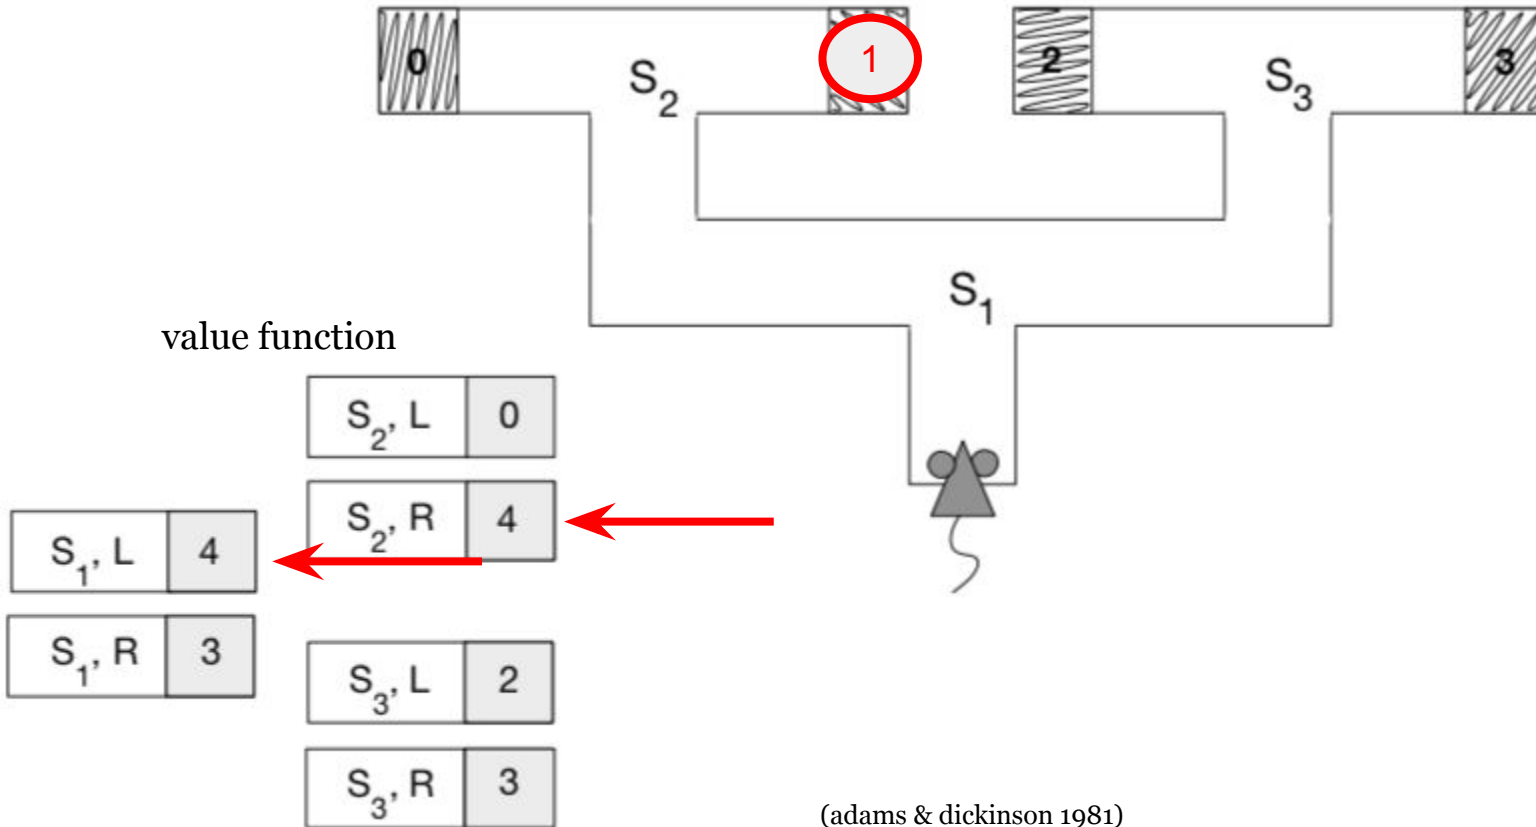 0 1 2 3
S₂ S₃
S₁
value function
S₂, L 0
S₂, R 4
S₁, L 4
S₁, R 3
S₃, L 2
S₃, R 3
(adams & dickinson 1981)